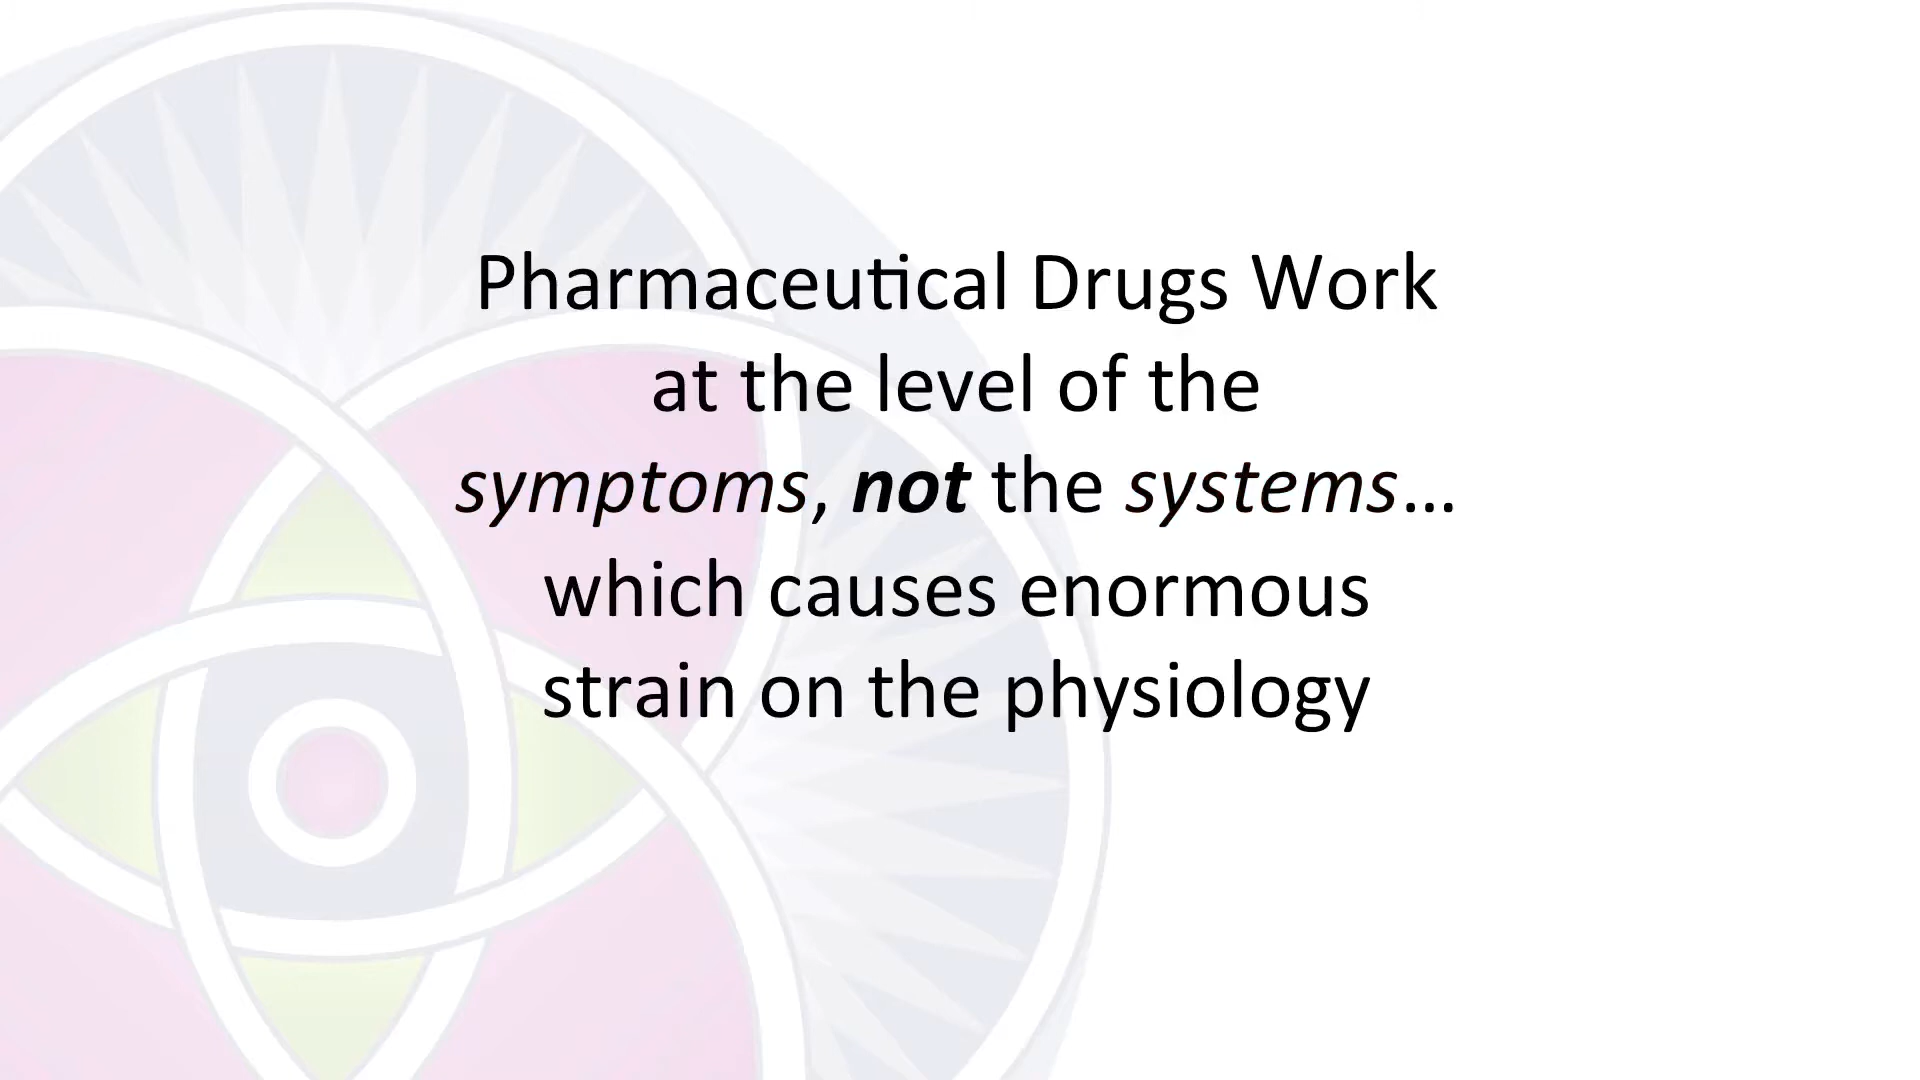 Pharmaceutical Drugs Work
at the level of the
symptoms, not the systems...
which causes enormous
strain on the physiology